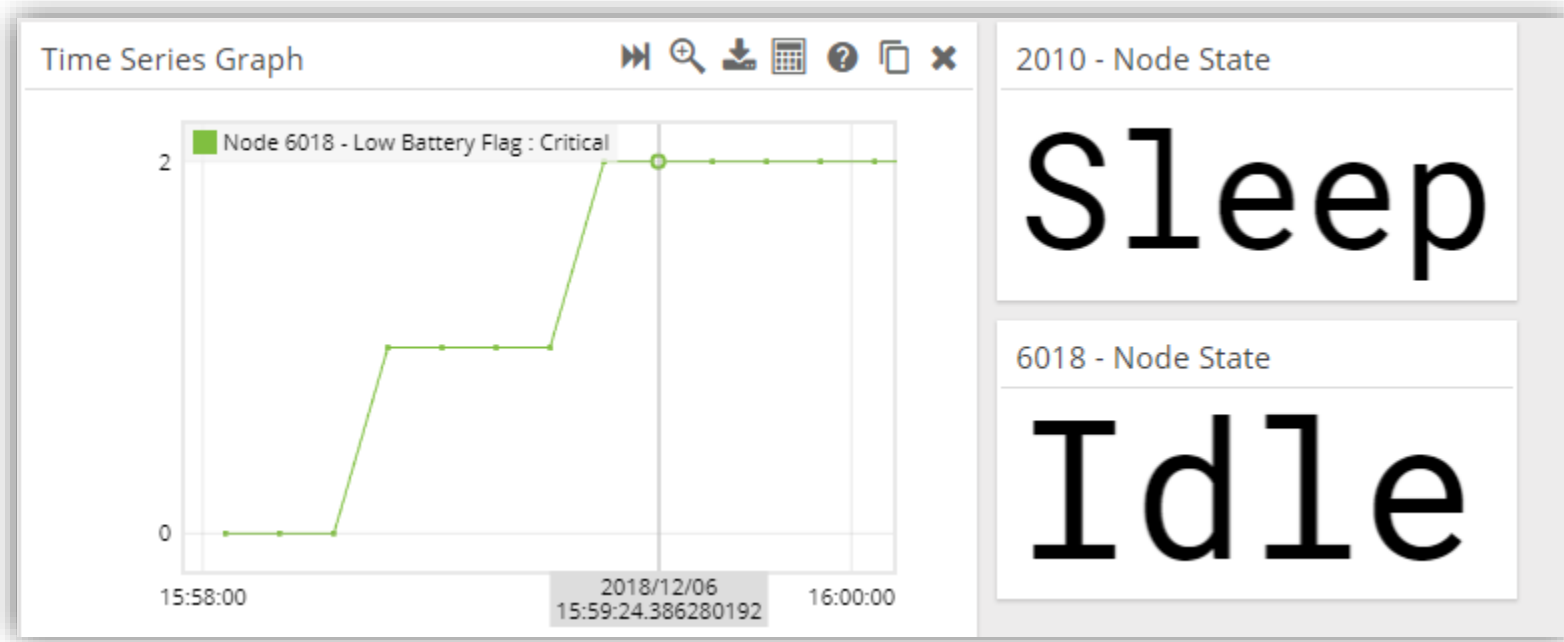 Time Series Graph
Node 6018 - Low Battery Flag : Critical
2
0
15:58:00
2018/12/06
15:59:24.386280192
16:00:00
2010 - Node State
Sleep
6018 - Node State
Idle